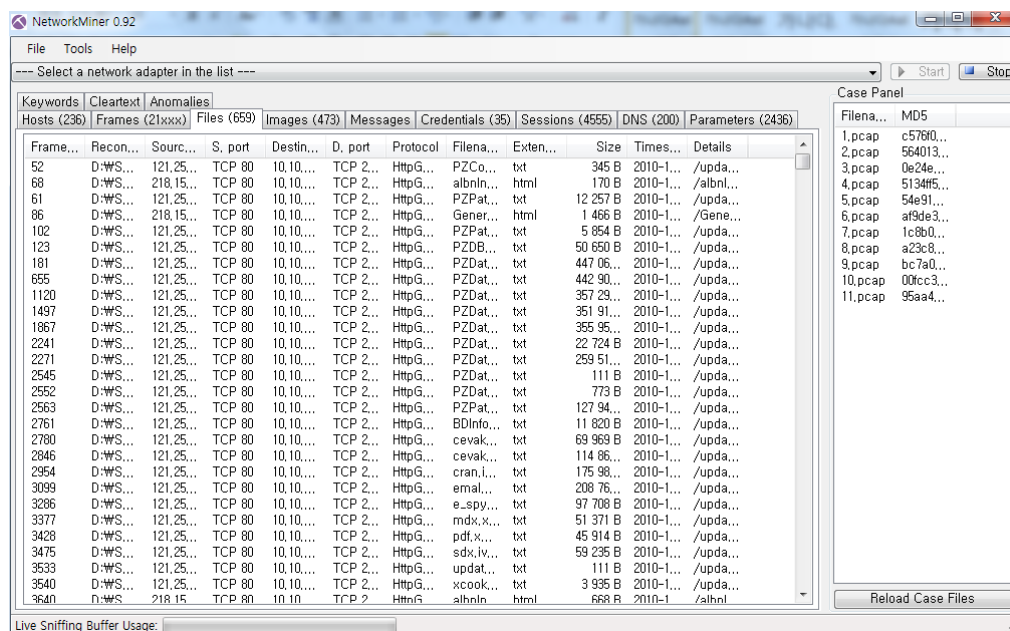 NetworkMiner 0.92
File Tools Help
--- Select a network adapter in the list --- Start Stop
Keywords Cleartext Anomalies
Hosts (236) Frames (21xxx) Files (659) Images (473) Messages Credentials (35) Sessions (4555) DNS (200) Parameters (2436)
Frame... Recon... Sourc... S. port Destin... D. port Protocol Filena... Exten... Size Times... Details
52 D:₩S... 121.25... TCP 80 10.10.... TCP 2... HttpG... PZCo... txt 345 B 2010-1... /upda...
68 D:₩S... 218.15... TCP 80 10.10.... TCP 2... HttpG... albnIn... html 170 B 2010-1... /albnI...
61 D:₩S... 121.25... TCP 80 10.10.... TCP 2... HttpG... PZPat... txt 12 257 B 2010-1... /upda...
86 D:₩S... 218.15... TCP 80 10.10.... TCP 2... HttpG... Gener... html 1 466 B 2010-1... /Gene...
102 D:₩S... 121.25... TCP 80 10.10.... TCP 2... HttpG... PZPat... txt 5 854 B 2010-1... /upda...
123 D:₩S... 121.25... TCP 80 10.10.... TCP 2... HttpG... PZDB... txt 50 650 B 2010-1... /upda...
181 D:₩S... 121.25... TCP 80 10.10.... TCP 2... HttpG... PZDat... txt 447 06... 2010-1... /upda...
655 D:₩S... 121.25... TCP 80 10.10.... TCP 2... HttpG... PZDat... txt 442 90... 2010-1... /upda...
1120 D:₩S... 121.25... TCP 80 10.10.... TCP 2... HttpG... PZDat... txt 357 29... 2010-1... /upda...
1497 D:₩S... 121.25... TCP 80 10.10.... TCP 2... HttpG... PZDat... txt 351 91... 2010-1... /upda...
1867 D:₩S... 121.25... TCP 80 10.10.... TCP 2... HttpG... PZDat... txt 355 95... 2010-1... /upda...
2241 D:₩S... 121.25... TCP 80 10.10.... TCP 2... HttpG... PZDat... txt 22 724 B 2010-1... /upda...
2271 D:₩S... 121.25... TCP 80 10.10.... TCP 2... HttpG... PZDat... txt 259 51... 2010-1... /upda...
2545 D:₩S... 121.25... TCP 80 10.10.... TCP 2... HttpG... PZDat... txt 111 B 2010-1... /upda...
2552 D:₩S... 121.25... TCP 80 10.10.... TCP 2... HttpG... PZDat... txt 773 B 2010-1... /upda...
2563 D:₩S... 121.25... TCP 80 10.10.... TCP 2... HttpG... PZPat... txt 127 94... 2010-1... /upda...
2761 D:₩S... 121.25... TCP 80 10.10.... TCP 2... HttpG... BDInfo... txt 11 820 B 2010-1... /upda...
2780 D:₩S... 121.25... TCP 80 10.10.... TCP 2... HttpG... cevak... txt 69 969 B 2010-1... /upda...
2846 D:₩S... 121.25... TCP 80 10.10.... TCP 2... HttpG... cevak... txt 114 86... 2010-1... /upda...
2954 D:₩S... 121.25... TCP 80 10.10.... TCP 2... HttpG... cran.i... txt 175 98... 2010-1... /upda...
3099 D:₩S... 121.25... TCP 80 10.10.... TCP 2... HttpG... emal... txt 208 76... 2010-1... /upda...
3286 D:₩S... 121.25... TCP 80 10.10.... TCP 2... HttpG... e_spy... txt 97 708 B 2010-1... /upda...
3377 D:₩S... 121.25... TCP 80 10.10.... TCP 2... HttpG... mdx.x... txt 51 371 B 2010-1... /upda...
3428 D:₩S... 121.25... TCP 80 10.10.... TCP 2... HttpG... pdf.x... txt 45 914 B 2010-1... /upda...
3475 D:₩S... 121.25... TCP 80 10.10.... TCP 2... HttpG... sdx.iv... txt 59 235 B 2010-1... /upda...
3533 D:₩S... 121.25... TCP 80 10.10.... TCP 2... HttpG... updat... txt 111 B 2010-1... /upda...
3540 D:₩S... 121.25... TCP 80 10.10.... TCP 2... HttpG... xcook... txt 3 935 B 2010-1... /upda...
3640 D:₩S... 218.15... TCP 80 10.10.... TCP 2... HttpG... albnIn... html 668 B 2010-1... /albnI...
Case Panel
Filena... MD5
1.pcap c576f0...
2.pcap 564013...
3.pcap 0e24e...
4.pcap 5134ff5...
5.pcap 54e91...
6.pcap af9de3...
7.pcap 1c8b0...
8.pcap a23c8...
9.pcap bc7a0...
10.pcap 00fcc3...
11.pcap 95aa4...
Reload Case Files
Live Sniffing Buffer Usage: